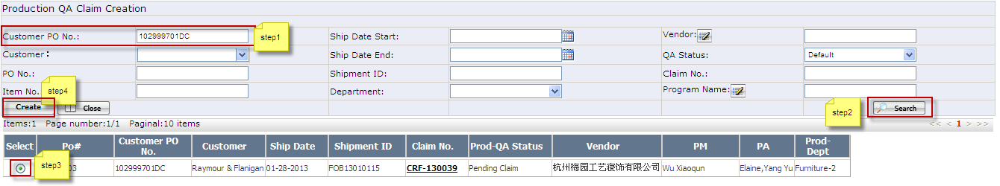 Production QA Claim Creation
Customer PO No.: 102999701DC step1 Ship Date Start: Vendor:
Customer： Ship Date End: QA Status: Default
PO No.: Shipment ID: Claim No.:
Item No. step4 Department: Program Name:
Create Close step2 Search
Items:1 Page number:1/1 Paginal:10 items << < 1 > >>
Select Po# Customer PO No. Customer Ship Date Shipment ID Claim No. Prod-QA Status Vendor PM PA Prod-Dept
step3 03 102999701DC Raymour & Flanigan 01-28-2013 FOB13010115 CRF-130039 Pending Claim 杭州梅园工艺寝饰有限公司 Wu Xiaoqun Elaine,Yang Yu Furniture-2